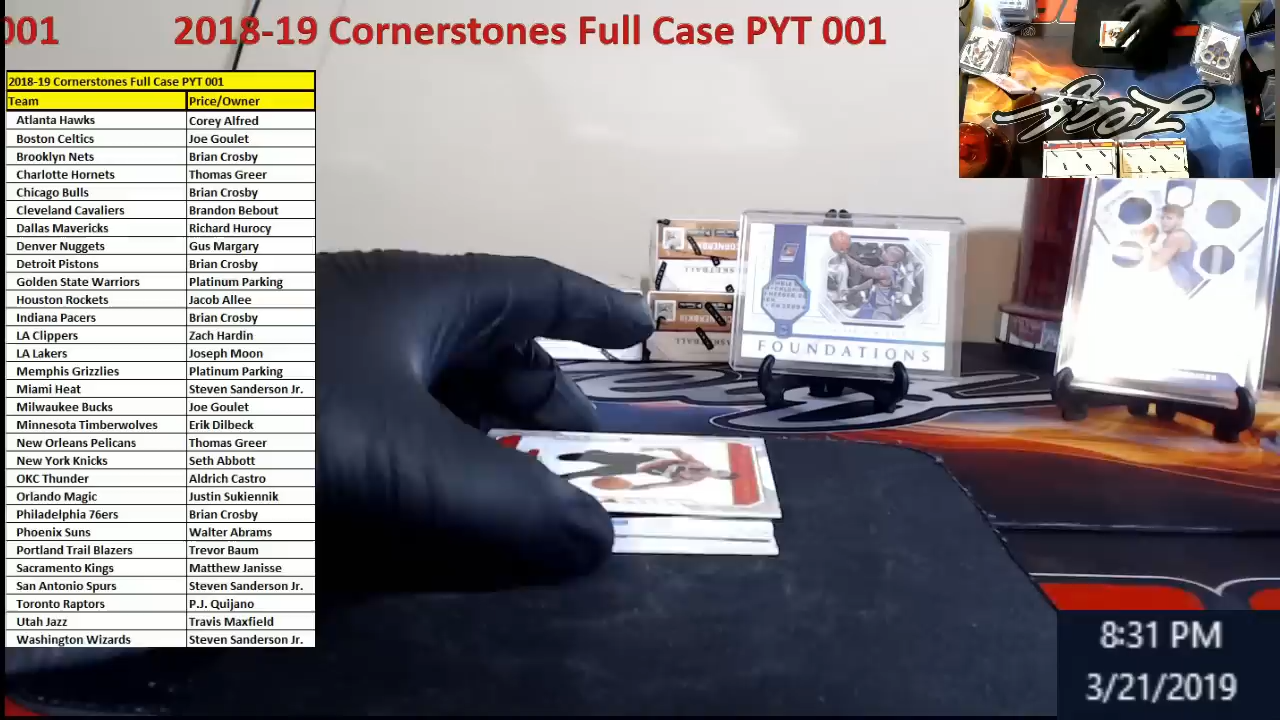 001 2018-19 Cornerstones Full Case PYT 001
2018-19 Cornerstones Full Case PYT 001
Team Price/Owner
Atlanta Hawks Corey Alfred
Boston Celtics Joe Goulet
Brooklyn Nets Brian Crosby
Charlotte Hornets Thomas Greer
Chicago Bulls Brian Crosby
Cleveland Cavaliers Brandon Bebout
Dallas Mavericks Richard Hurocy
Denver Nuggets Gus Margary
Detroit Pistons Brian Crosby
Golden State Warriors Platinum Parking
Houston Rockets Jacob Allee
Indiana Pacers Brian Crosby
LA Clippers Zach Hardin
LA Lakers Joseph Moon
Memphis Grizzlies Platinum Parking
Miami Heat Steven Sanderson Jr.
Milwaukee Bucks Joe Goulet
Minnesota Timberwolves Erik Dilbeck
New Orleans Pelicans Thomas Greer
New York Knicks Seth Abbott
OKC Thunder Aldrich Castro
Orlando Magic Justin Sukiennik
Philadelphia 76ers Brian Crosby
Phoenix Suns Walter Abrams
Portland Trail Blazers Trevor Baum
Sacramento Kings Matthew Janisse
San Antonio Spurs Steven Sanderson Jr.
Toronto Raptors P.J. Quijano
Utah Jazz Travis Maxfield
Washington Wizards Steven Sanderson Jr.
FOUNDATIONS
8:31 PM
3/21/2019